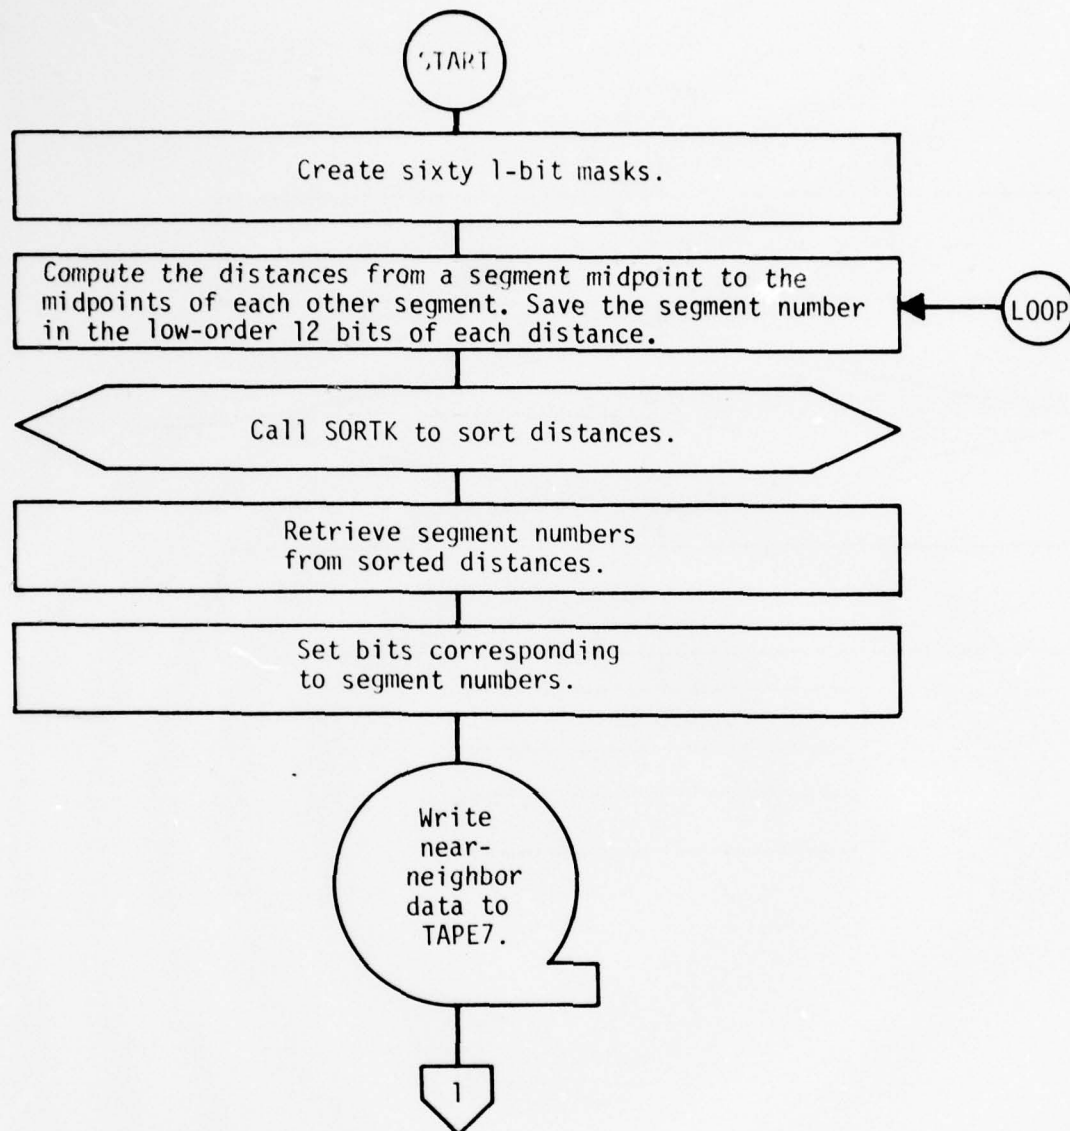 START
Create sixty 1-bit masks.
Compute the distances from a segment midpoint to the
midpoints of each other segment. Save the segment number
in the low-order 12 bits of each distance.
LOOP
Call SORTK to sort distances.
Retrieve segment numbers
from sorted distances.
Set bits corresponding
to segment numbers.
Write
near-
neighbor
data to
TAPE7.
1